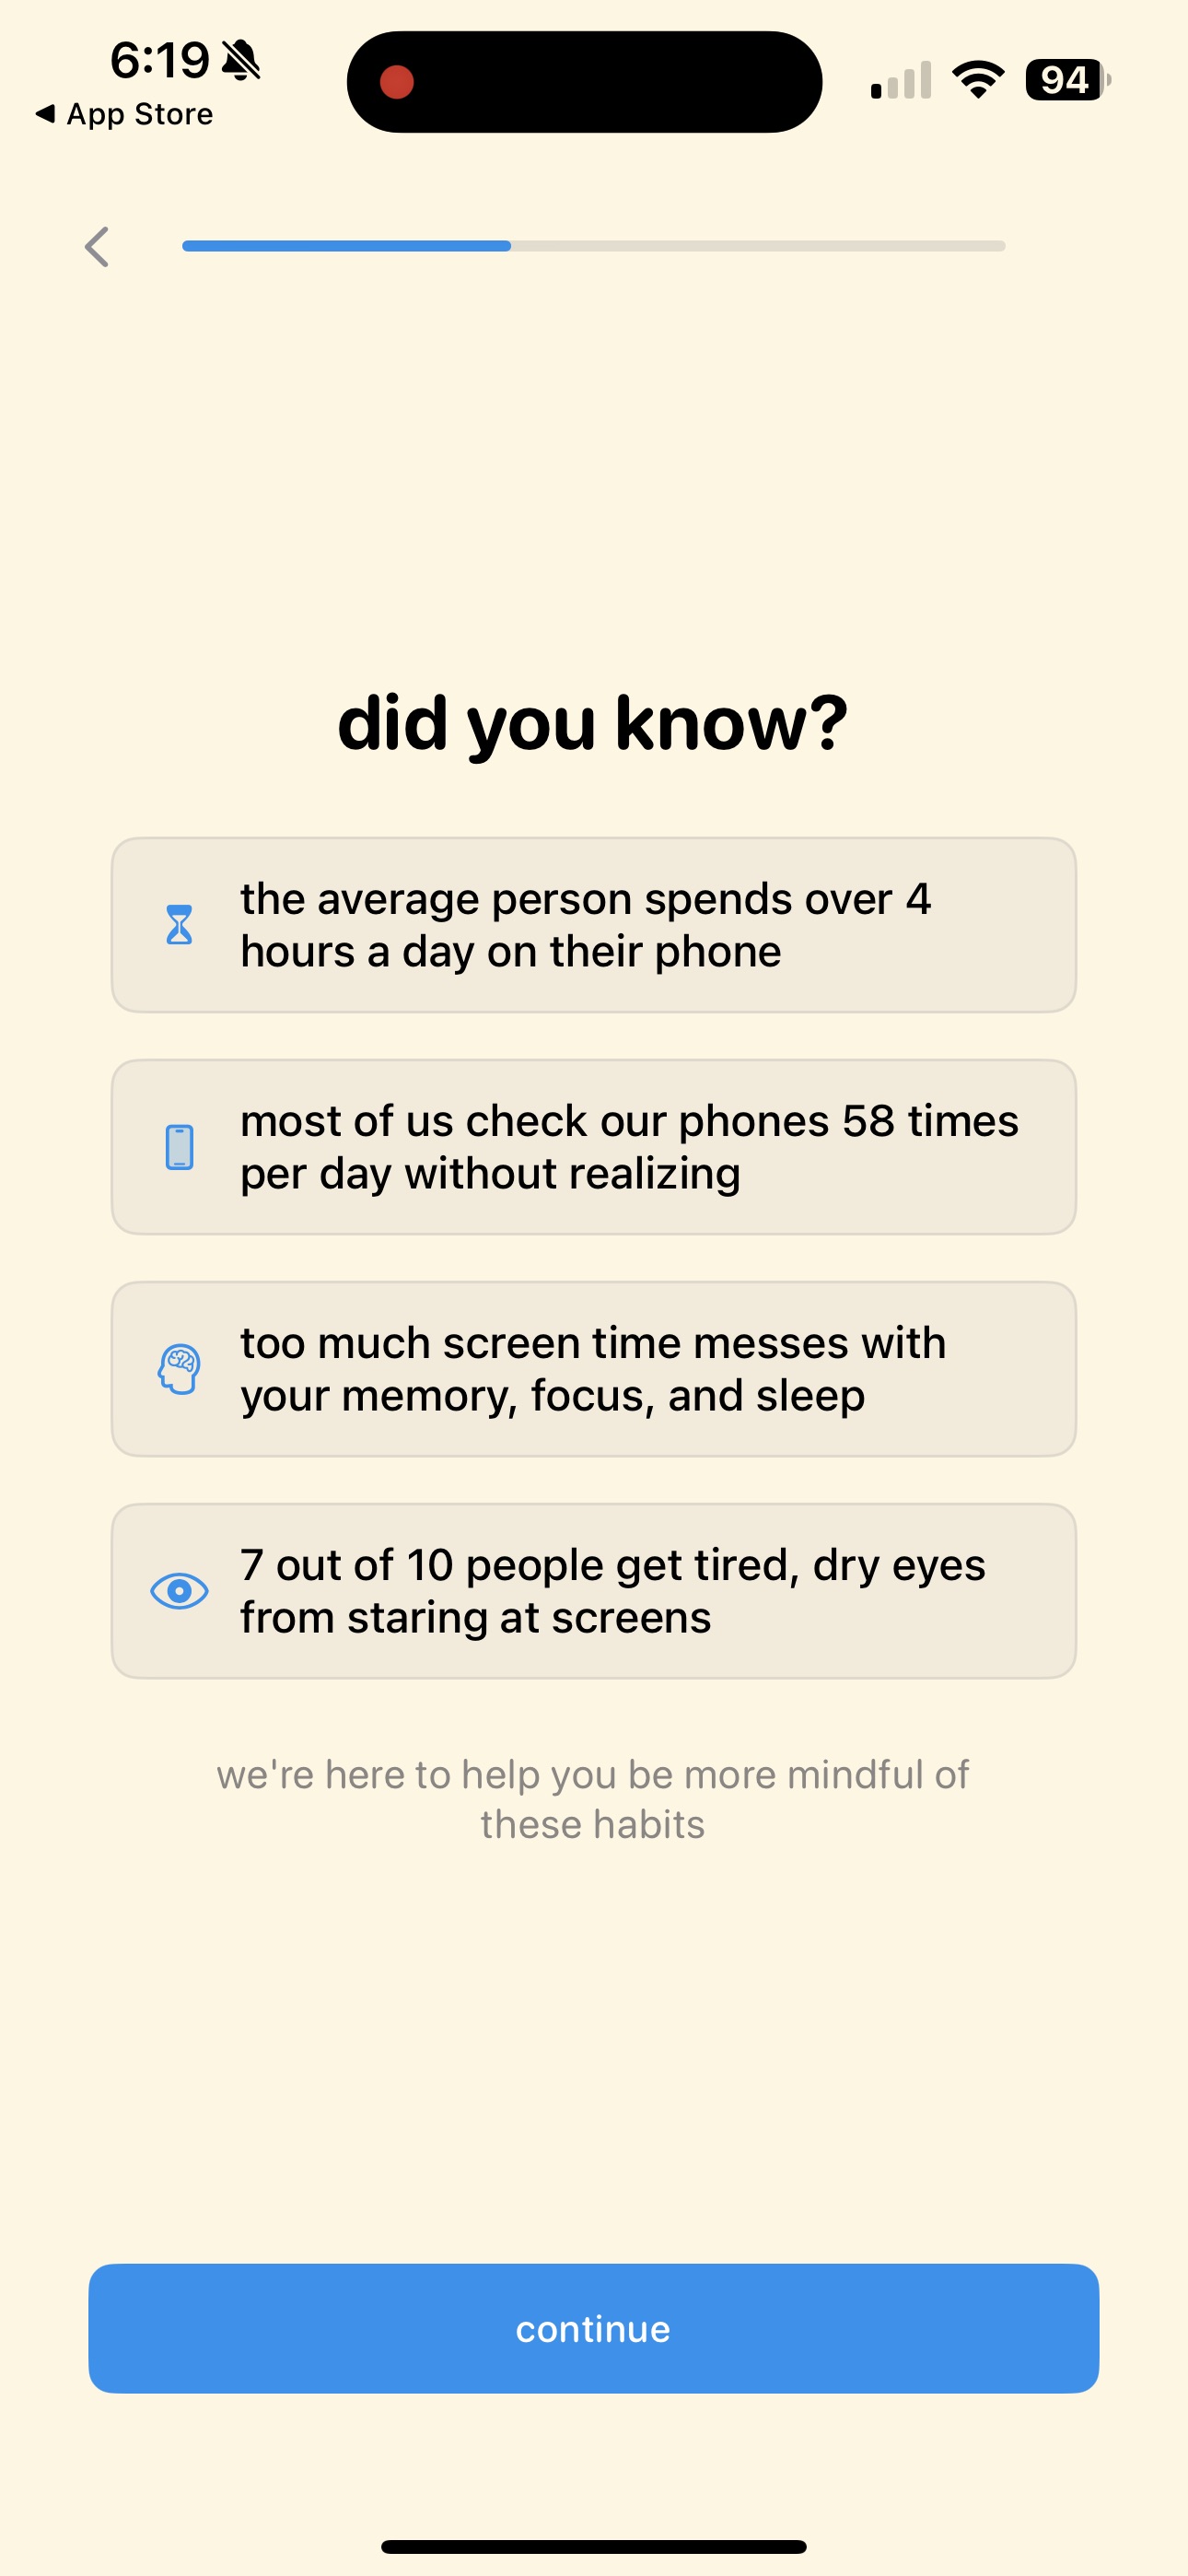 6:19
App Store
94
did you know?
the average person spends over 4
hours a day on their phone
most of us check our phones 58 times
per day without realizing
too much screen time messes with
your memory, focus, and sleep
7 out of 10 people get tired, dry eyes
from staring at screens
we're here to help you be more mindful of
these habits
continue